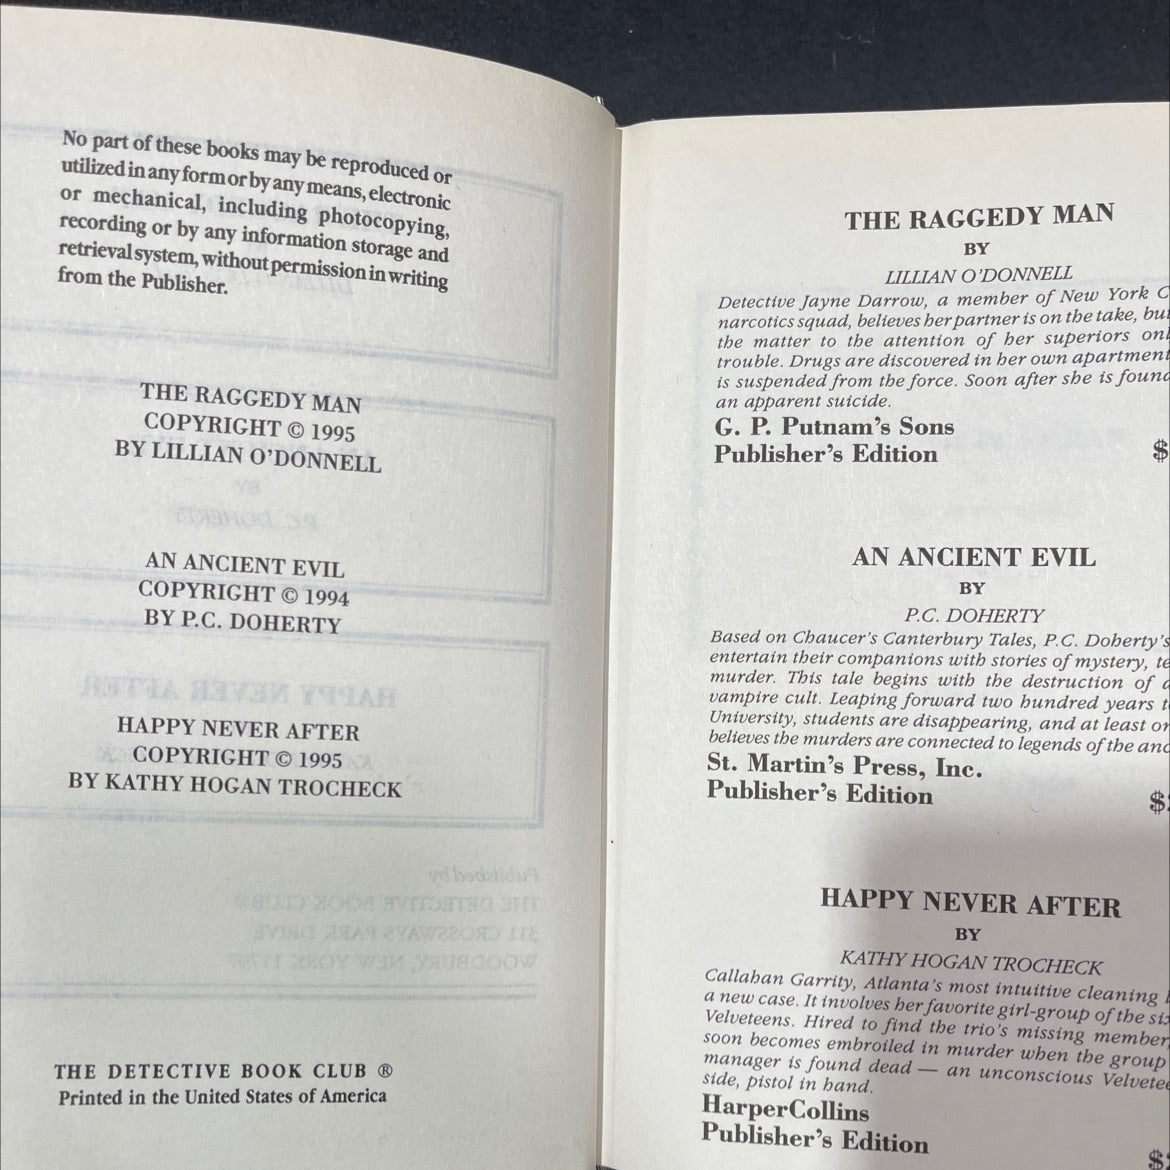 No part of these books may be reproduced or
utilized in any form or by any means, electronic
or mechanical, including photocopying,
recording or by any information storage and
retrieval system, without permission in writing
from the Publisher.
THE RAGGEDY MAN
COPYRIGHT © 1995
BY LILLIAN O'DONNELL
AN ANCIENT EVIL
COPYRIGHT © 1994
BY P.C. DOHERTY
HAPPY NEVER AFTER
COPYRIGHT © 1995
BY KATHY HOGAN TROCHECK
THE DETECTIVE BOOK CLUB ®
Printed in the United States of America
THE RAGGEDY MAN
BY
LILLIAN O'DONNELL
Detective Jayne Darrow, a member of New York
narcotics squad, believes her partner is on the take, but
the matter to the attention of her superiors
trouble. Drugs are discovered in her own apartment
is suspended from the force. Soon after she is found
an apparent suicide.
G. P. Putnam's Sons
Publisher's Edition $
AN ANCIENT EVIL
BY
P.C. DOHERTY
Based on Chaucer's Canterbury Tales, P.C. Doherty's
entertain their companions with stories of mystery,
murder. This tale begins with the destruction of
vampire cult. Leaping forward two hundred years
University, students are disappearing, and at least
believes the murders are connected to legends of the
St. Martin's Press, Inc.
Publisher's Edition $
HAPPY NEVER AFTER
BY
KATHY HOGAN TROCHECK
Callahan Garrity, Atlanta's most intuitive cleaning
a new case. It involves her favorite girl-group of the
Velveteens. Hired to find the trio's missing member,
soon becomes embroiled in murder when the group
manager is found dead — an unconscious
side, pistol in hand.
HarperCollins
Publisher's Edition $